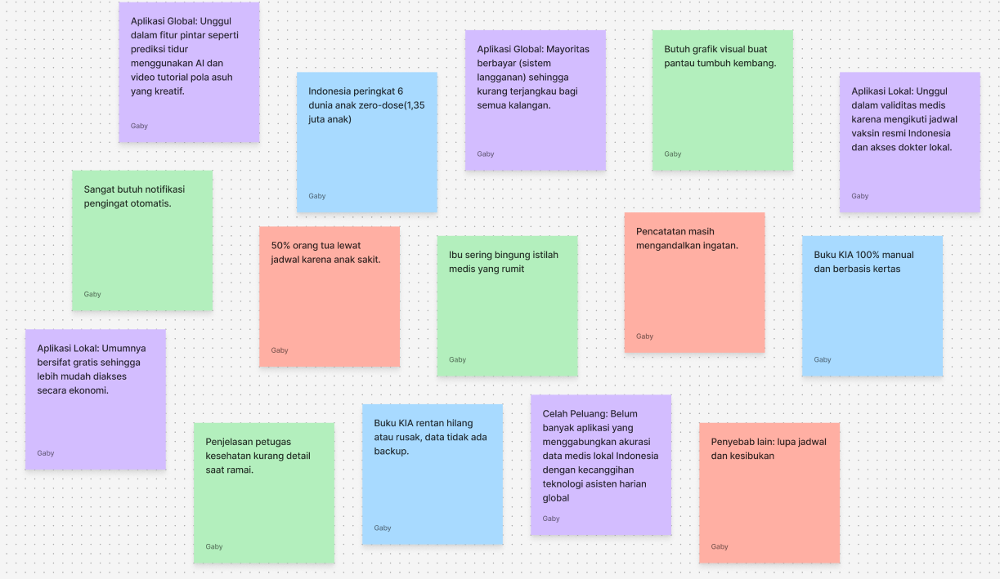 Aplikasi Global: Unggul
dalam fitur pintar seperti
prediksi tidur
menggunakan AI dan
video tutorial pola asuh
yang kreatif.
Gaby
Indonesia peringkat 6
dunia anak zero-dose(1,35
juta anak)
Gaby
Aplikasi Global: Mayoritas
berbayar (sistem
langganan) sehingga
kurang terjangkau bagi
semua kalangan.
Gaby
Butuh grafik visual buat
pantau tumbuh kembang.
Gaby
Aplikasi Lokal: Unggul
dalam validitas medis
karena mengikuti jadwal
vaksin resmi Indonesia
dan akses dokter lokal.
Gaby
Sangat butuh notifikasi
pengingat otomatis.
Gaby
50% orang tua lewat
jadwal karena anak sakit.
Gaby
Ibu sering bingung istilah
medis yang rumit
Gaby
Pencatatan masih
mengandalkan ingatan.
Gaby
Buku KIA 100% manual
dan berbasis kertas
Gaby
Aplikasi Lokal: Umumnya
bersifat gratis sehingga
lebih mudah diakses
secara ekonomi.
Gaby
Penjelasan petugas
kesehatan kurang detail
saat ramai.
Gaby
Buku KIA rentan hilang
atau rusak, data tidak ada
backup.
Gaby
Celah Peluang: Belum
banyak aplikasi yang
menggabungkan akurasi
data medis lokal Indonesia
dengan kecanggihan
teknologi asisten harian
global
Gaby
Penyebab lain: lupa jadwal
dan kesibukan
Gaby